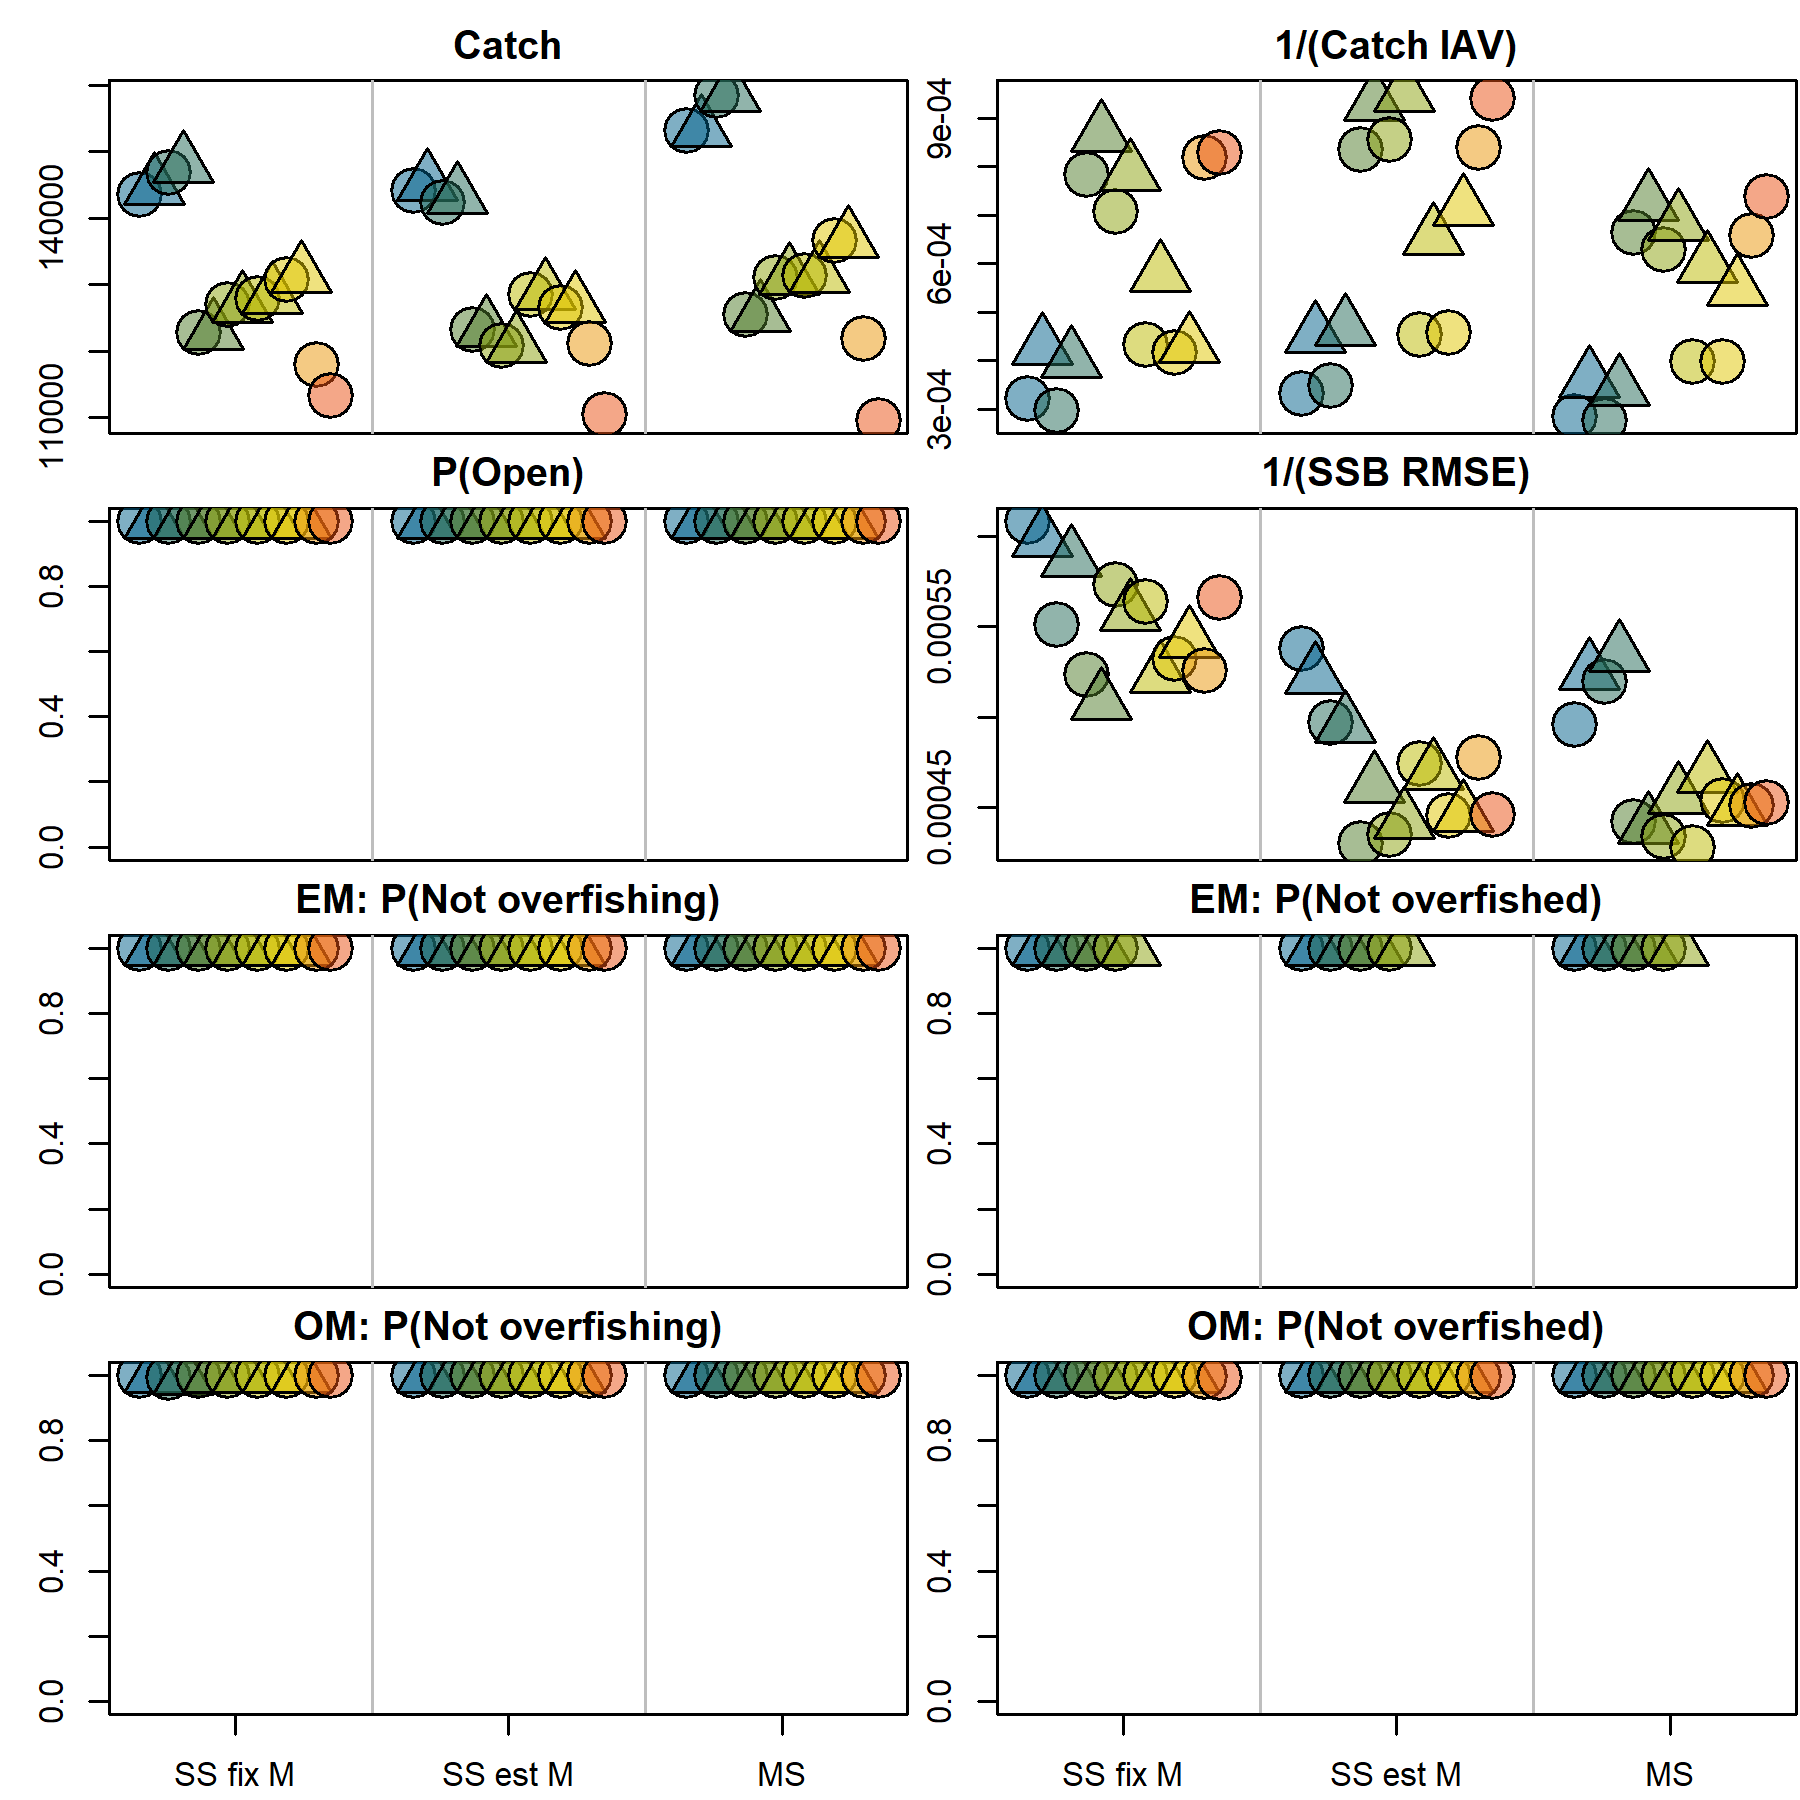 Catch
1/(Catch IAV)
140000
110000
9e-04
6e-04
3e-04
P(Open)
1/(SSB RMSE)
0.8
0.4
0.0
0.00055
0.00045
EM: P(Not overfishing)
EM: P(Not overfished)
0.8
0.4
0.0
0.8
0.4
0.0
OM: P(Not overfishing)
OM: P(Not overfished)
0.8
0.4
0.0
0.8
0.4
0.0
SS fix M
SS est M
MS
SS fix M
SS est M
MS